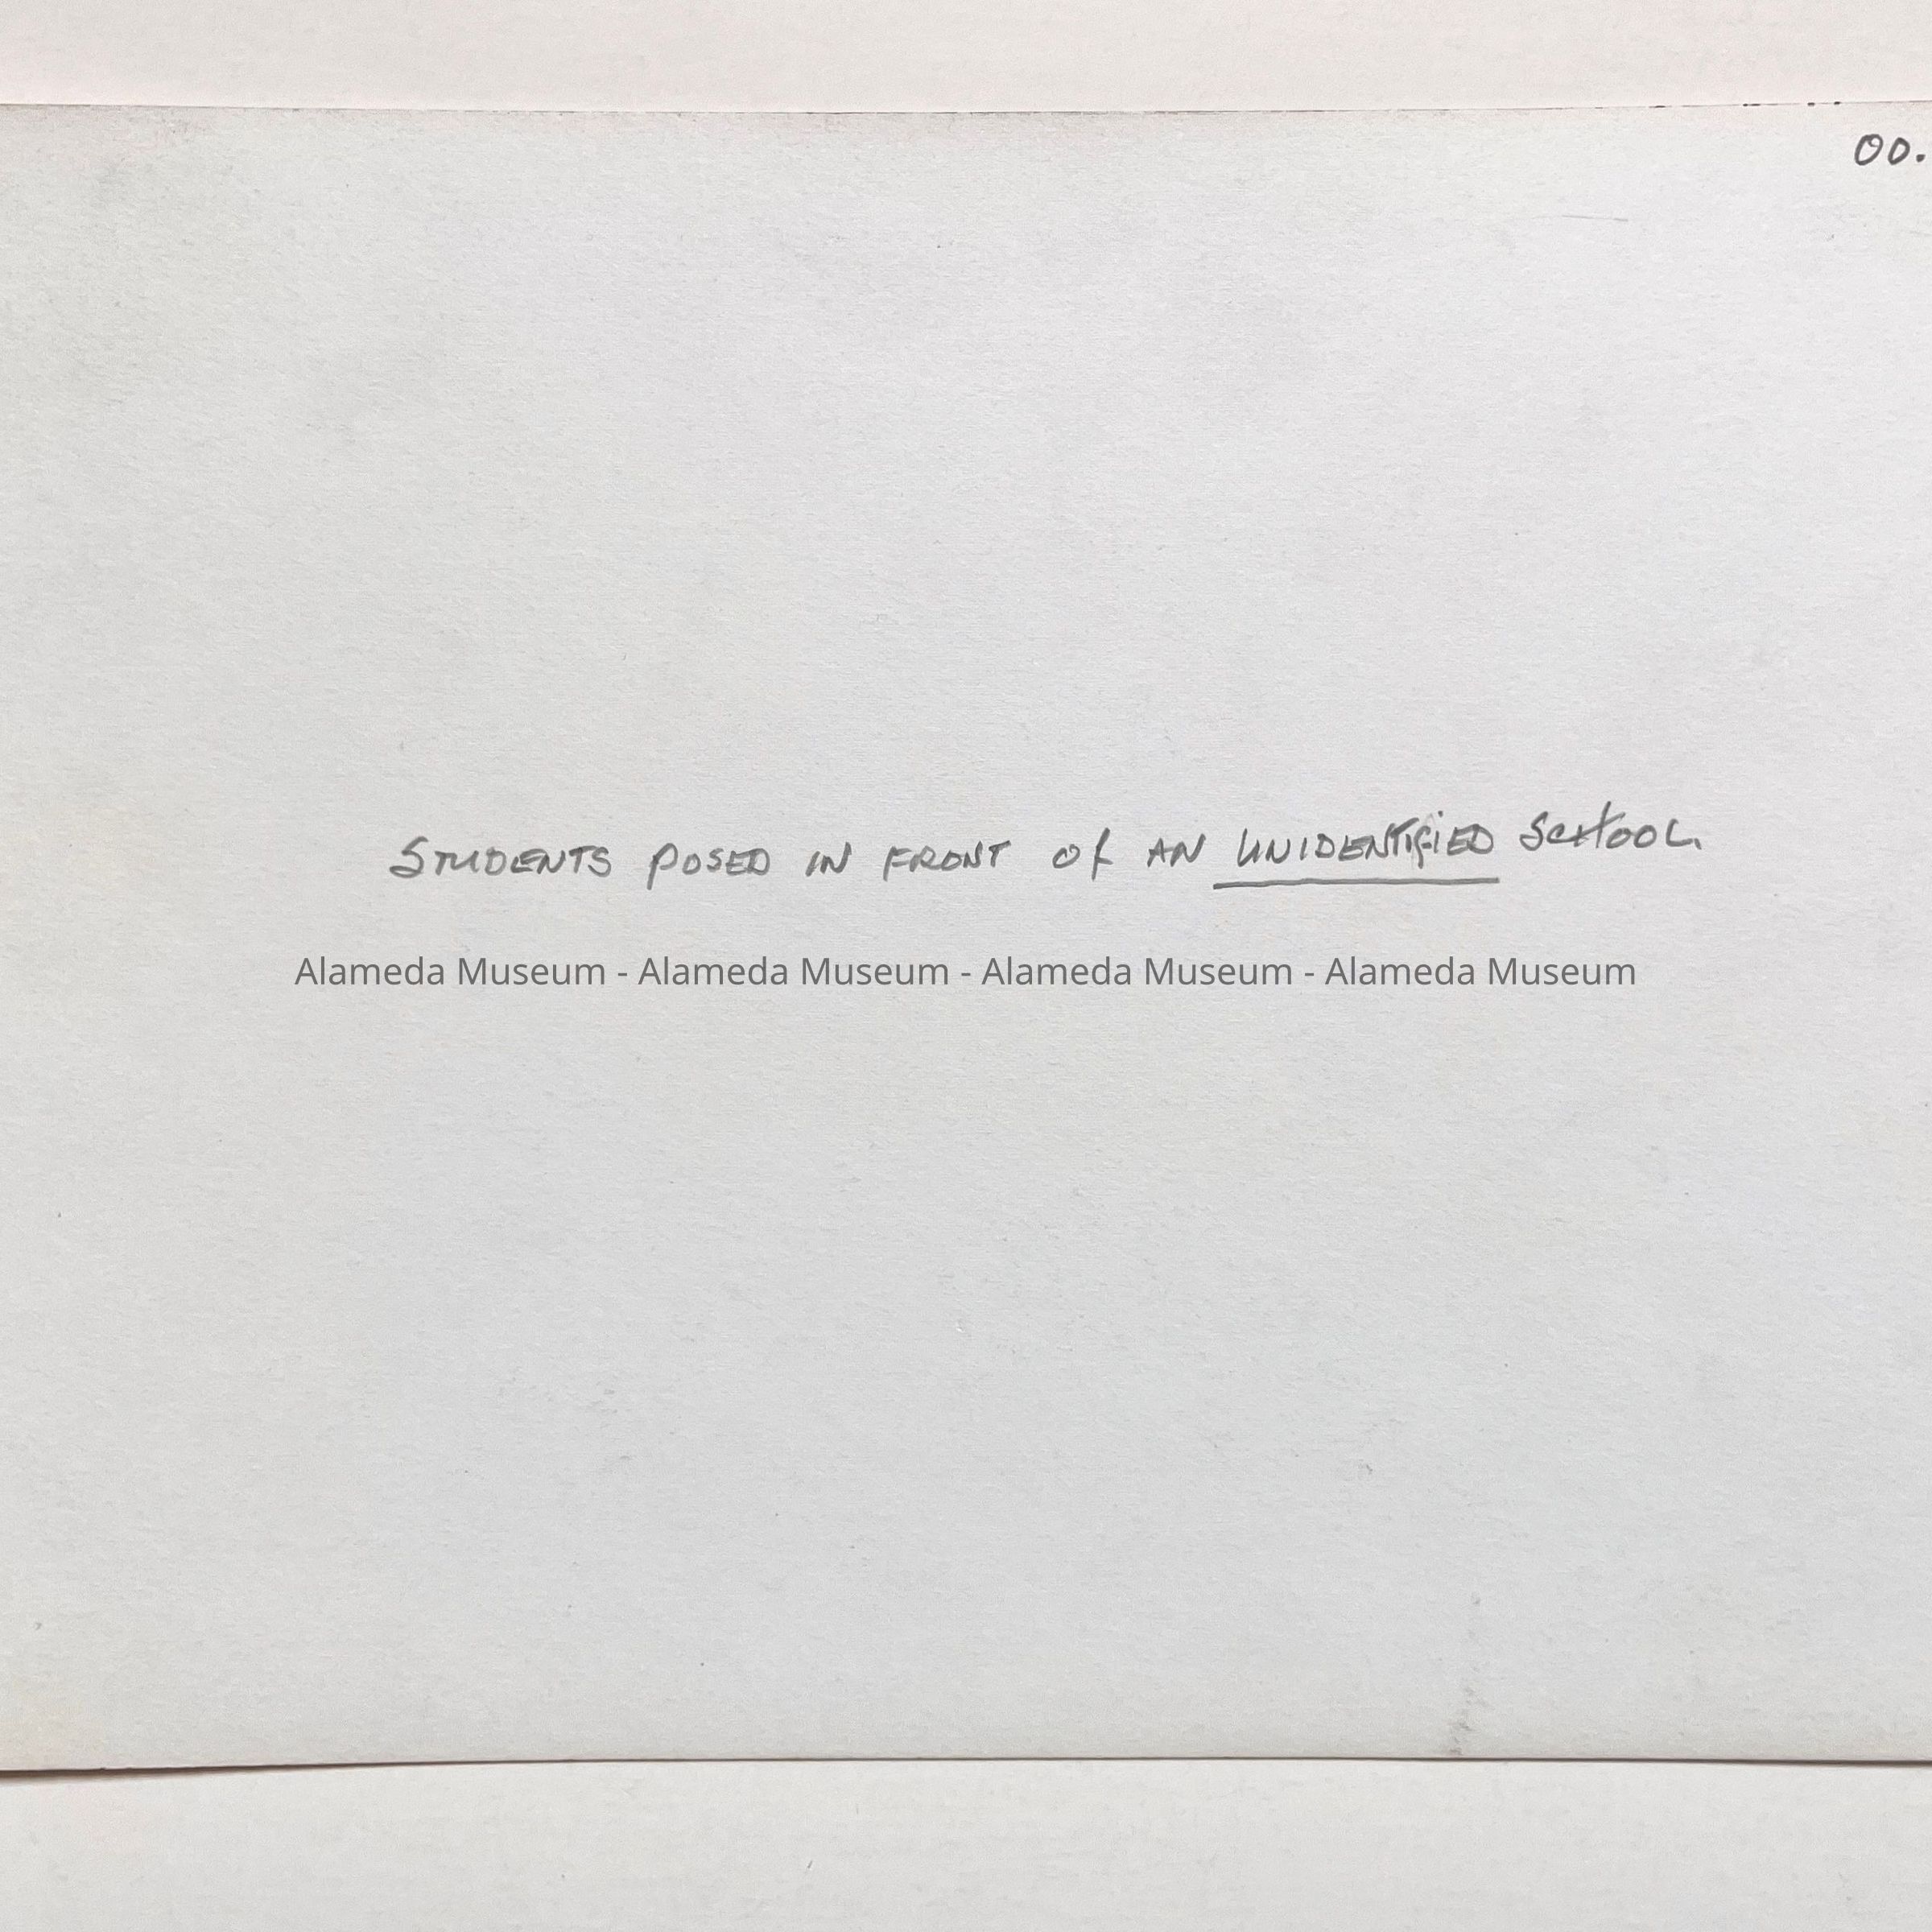 00.
STUDENTS POSED IN FRONT Of AN UNIDENTIFIED SCHOOL.
Alameda Museum - Alameda Museum - Alameda Museum - Alameda Museum